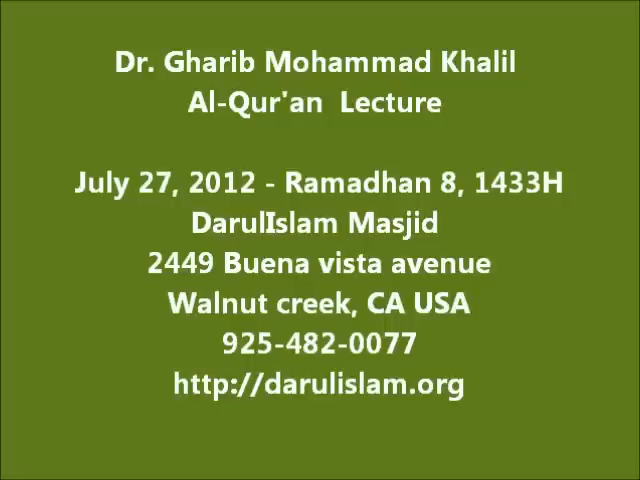 Dr. Gharib Mohammad Khalil
Al-Qur'an  Lecture
July 27, 2012 - Ramadhan 8, 1433H
DarulIslam Masjid
2449 Buena vista avenue
Walnut creek, CA USA
925-482-0077
http://darulislam.org